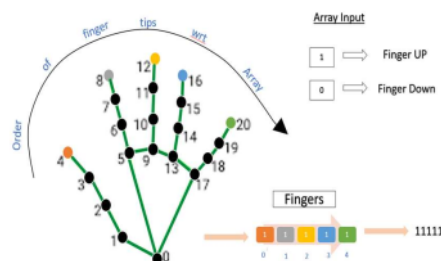 Order
of
finger
tips
wrt
Array
Array Input
1 Finger UP
0 Finger Down
4
3
2
1
0
8
7
6
5
12
11
10
9
16
15
14
13
20
19
18
17
Fingers
1 1 1 1 1
0 1 2 3 4
11111